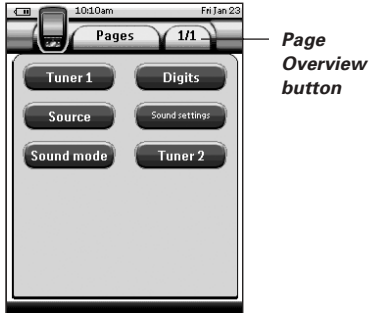 10:10am Fri Jan 23
Pages 1/1
Page
Overview
button
Tuner 1 Digits
Source Sound settings
Sound mode Tuner 2